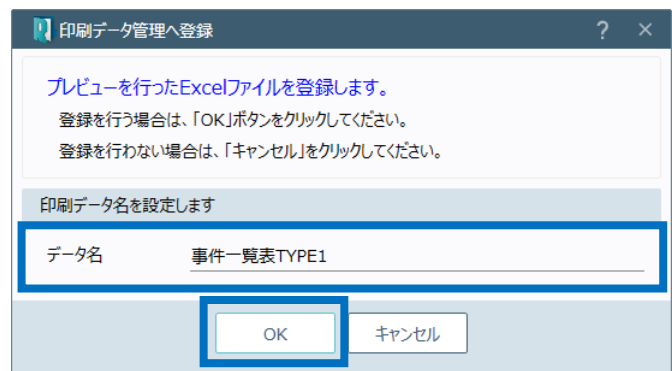 印刷データ管理へ登録
プレビューを行ったExcelファイルを登録します。
登録を行う場合は、「OK」ボタンをクリックしてください。
登録を行わない場合は、「キャンセル」をクリックしてください。
印刷データ名を設定します
データ名 事件一覧表TYPE1
OK キャンセル